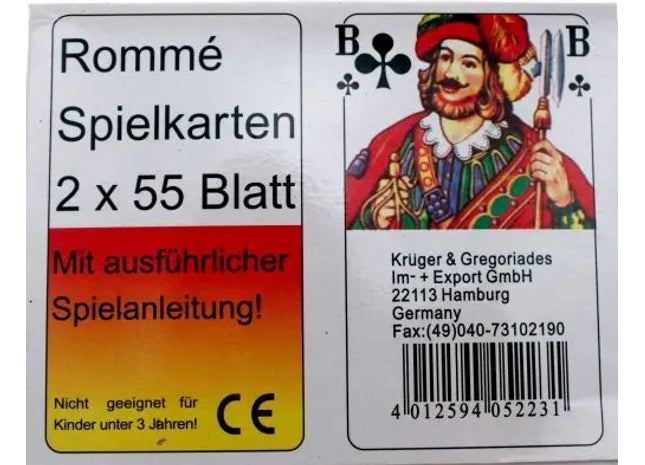 Rommé
Spielkarten
2 x 55 Blatt
Mit ausführlicher
Spielanleitung!
Nicht geeignet für
Kinder unter 3 Jahren!
CE
B B
Krüger & Gregoriades
Im- + Export GmbH
22113 Hamburg
Germany
Fax:(49)040-73102190
4 012594 052231